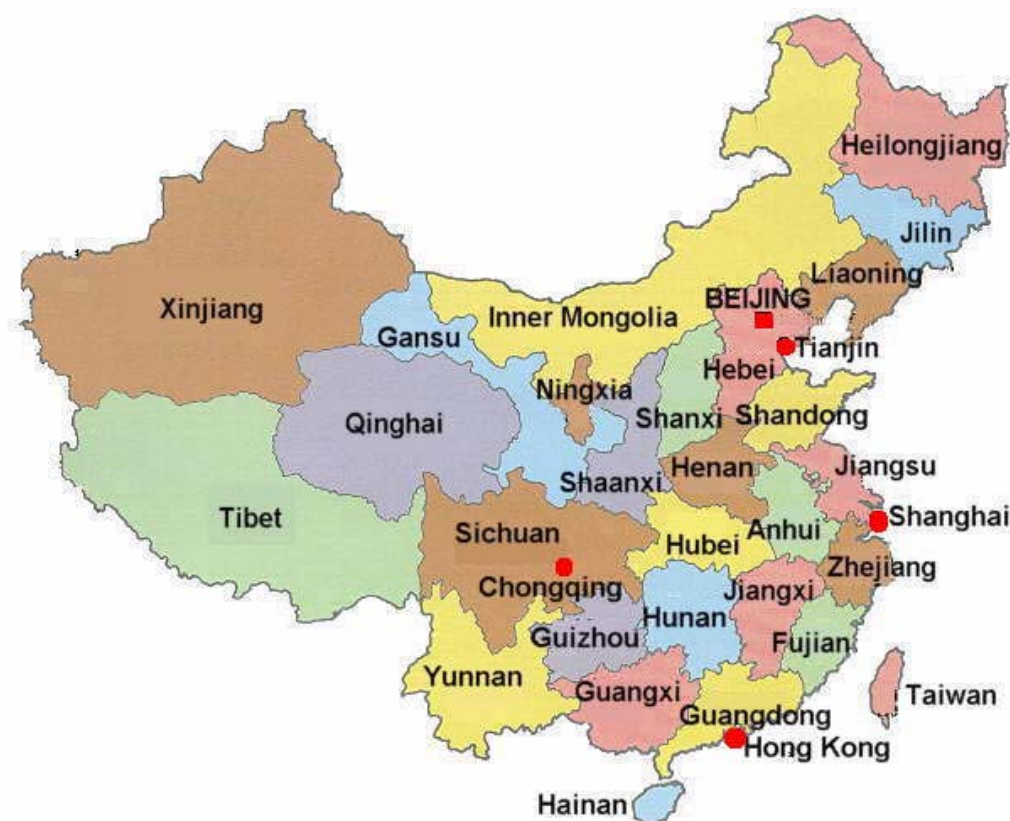 Heilongjiang
Jilin
Liaoning
BEIJING
Inner Mongolia
Xinjiang
Gansu
Tianjin
Hebei
Ningxia
Shanxi
Shandong
Qinghai
Henan
Jiangsu
Shaanxi
Tibet
Shanghai
Sichuan
Anhui
Hubei
Zhejiang
Chongqing
Jiangxi
Hunan
Guizhou
Fujian
Yunnan
Guangxi
Taiwan
Guangdong
Hong Kong
Hainan